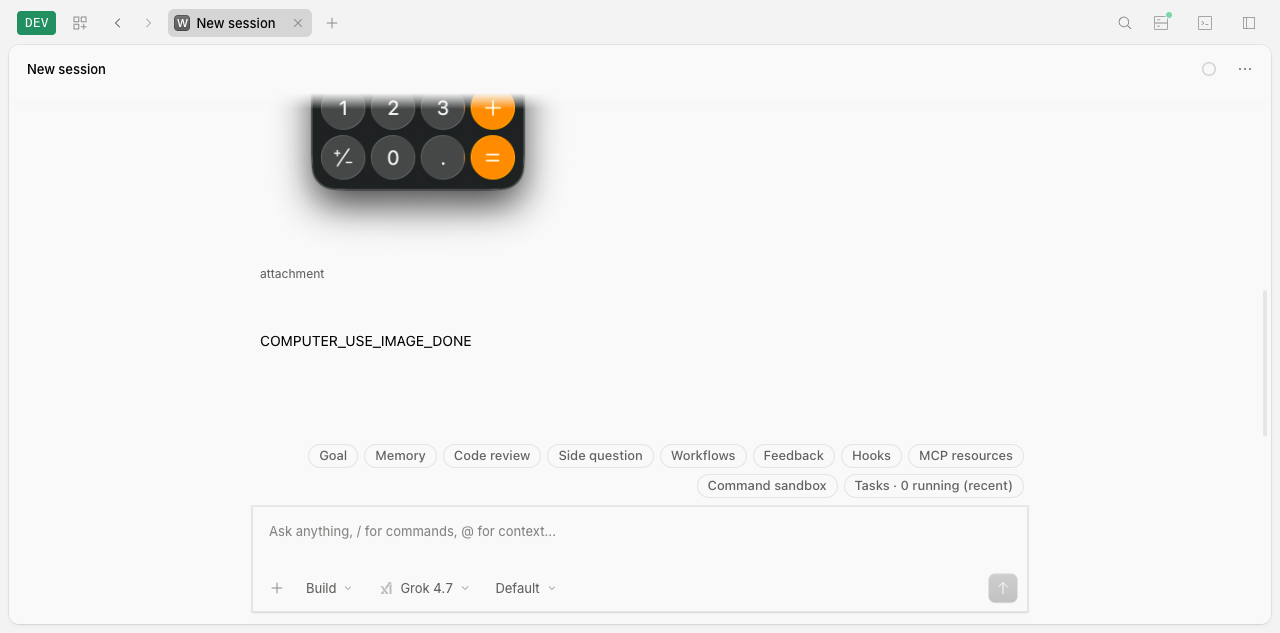 DEV
W New session
New session
1 2 3 +
+/- 0 . =
attachment
COMPUTER_USE_IMAGE_DONE
Goal Memory Code review Side question Workflows Feedback Hooks MCP resources
Command sandbox Tasks · 0 running (recent)
Ask anything, / for commands, @ for context...
Build Grok 4.7 Default